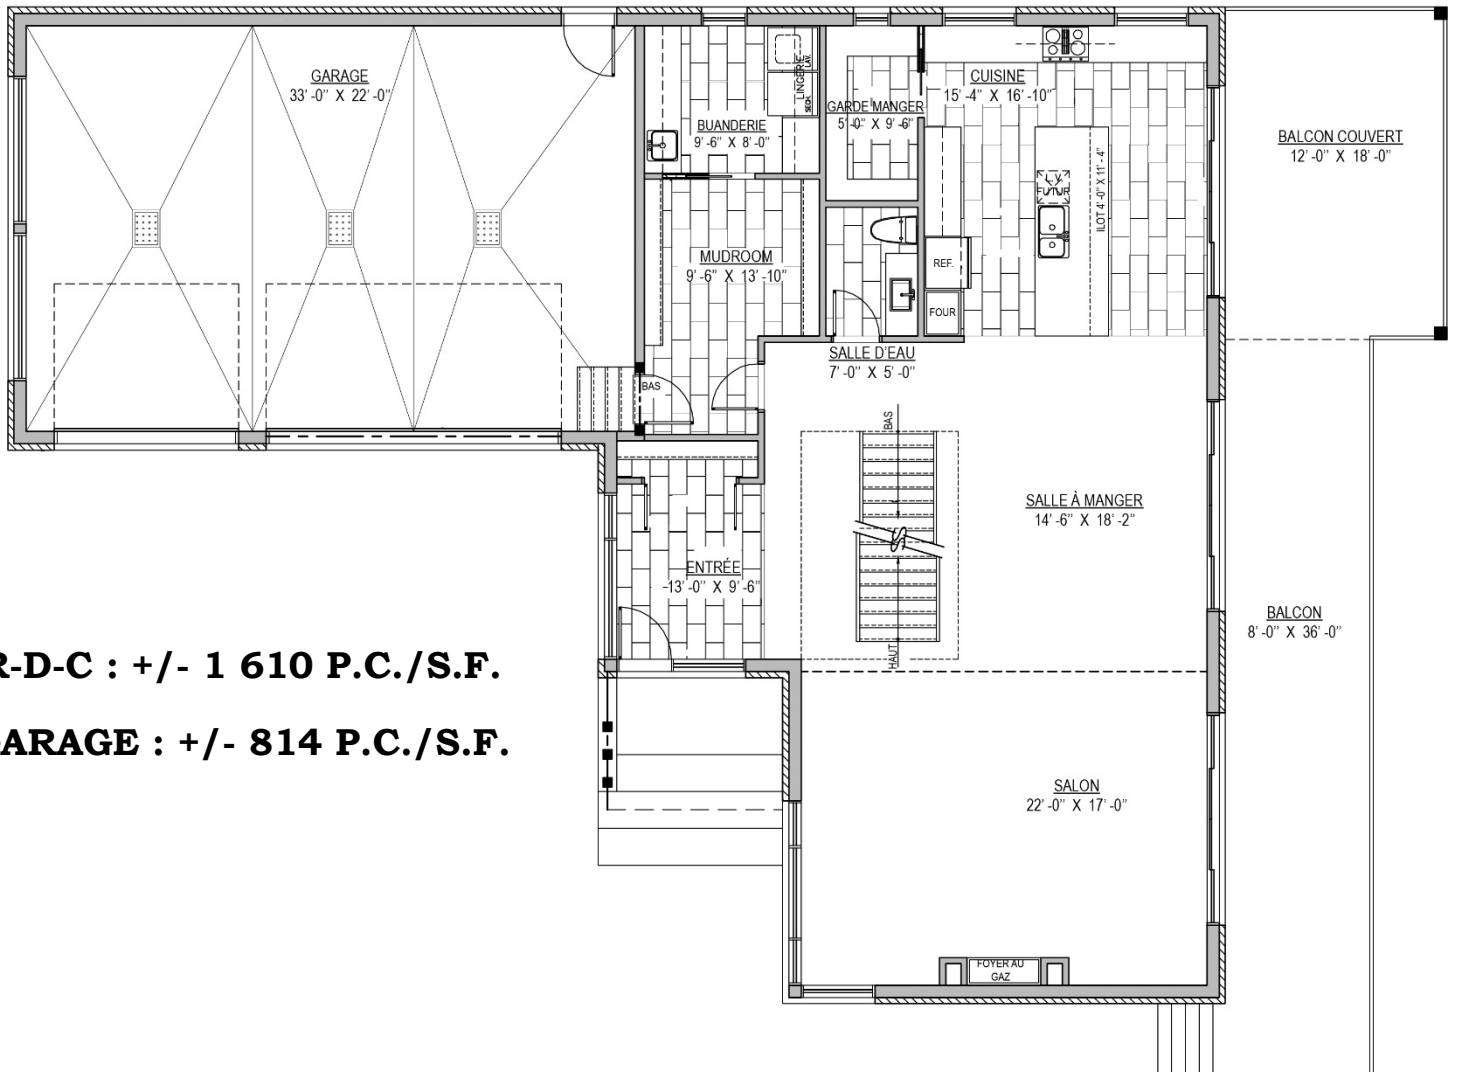 GARAGE
33'-0" X 22'-0"
BUANDERIE
9'-6" X 8'-0"
LINGERIE
LAV.
SECH.
GARDE MANGER
5'-0" X 9'-6"
CUISINE
15'-4" X 16'-10"
BALCON COUVERT
12'-0" X 18'-0"
L.V.
FUTUR
ILOT 4'-0" X 11'-4"
MUDROOM
9'-6" X 13'-10"
REF.
FOUR
SALLE D'EAU
7'-0" X 5'-0"
BAS
BAS
SALLE À MANGER
14'-6" X 18'-2"
ENTRÉE
13'-0" X 9'-6"
HAUT
BALCON
8'-0" X 36'-0"
R-D-C : +/- 1 610 P.C./S.F.
GARAGE : +/- 814 P.C./S.F.
SALON
22'-0" X 17'-0"
FOYER AU
GAZ